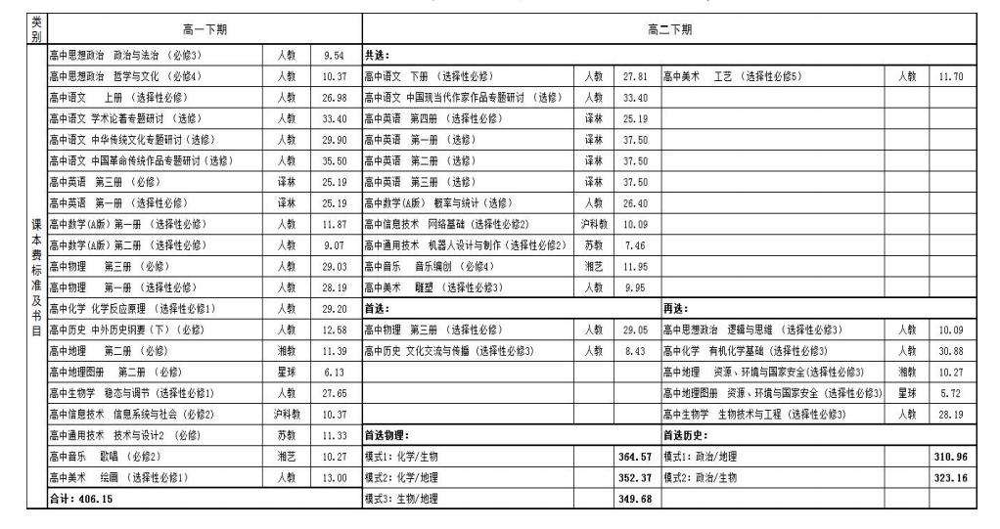 类别 高一下期 高二下期
课本费标准及书目
高中思想政治 政治与法治 （必修3） 人教 9.54 共选：
高中思想政治 哲学与文化 （必修4） 人教 10.37 高中语文 下册 （选择性必修） 人教 27.81 高中美术 工艺 （选择性必修5） 人教 11.70
高中语文 上册 （选择性必修） 人教 26.98 高中语文 中国现当代作家作品专题研讨 （选修） 人教 33.40
高中语文 学术论著专题研讨 （选修） 人教 33.40 高中英语 第四册 （选择性必修） 译林 25.19
高中语文 中华传统文化专题研讨（选修） 人教 29.90 高中英语 第一册 （选修） 译林 37.50
高中语文 中国革命传统作品专题研讨（选修） 人教 35.50 高中英语 第二册 （选修） 译林 37.50
高中英语 第三册 （必修） 译林 25.19 高中英语 第三册 （选修） 译林 37.50
高中英语 第一册 （选择性必修） 译林 25.19 高中数学(A版) 概率与统计（选修） 人教 26.40
高中数学(A版) 第一册 （选择性必修） 人教 11.87 高中信息技术 网络基础（选择性必修2） 沪科教 10.09
高中数学(A版) 第二册 （选择性必修） 人教 9.07 高中通用技术 机器人设计与制作（选择性必修2） 苏教 7.46
高中物理 第三册 （必修） 人教 29.03 高中音乐 音乐编创 （必修4） 湘艺 11.95
高中物理 第一册 （选择性必修） 人教 28.19 高中美术 雕塑 （选择性必修3） 人教 9.95
高中化学 化学反应原理 （选择性必修1） 人教 29.20 首选： 再选：
高中历史 中外历史纲要（下）（必修） 人教 12.58 高中物理 第三册 （选择性必修） 人教 29.05 高中思想政治 逻辑与思维 （选择性必修3） 人教 10.09
高中地理 第二册 （必修） 湘教 11.39 高中历史 文化交流与传播（选择性必修3） 人教 8.43 高中化学 有机化学基础（选择性必修3） 人教 30.88
高中地理图册 第二册 （必修） 星球 6.13 高中地理 资源、环境与国家安全(选择性必修3) 湘教 10.27
高中生物学 稳态与调节（选择性必修1） 人教 27.65 高中地理图册 资源、环境与国家安全（选择性必修3） 星球 5.72
高中信息技术 信息系统与社会（必修2） 沪科教 10.37 高中生物学 生物技术与工程（选择性必修3） 人教 28.19
高中通用技术 技术与设计2 （必修） 苏教 11.33 首选物理： 首选历史：
高中音乐 歌唱 （必修2） 湘艺 10.27 模式1：化学/生物 364.57 模式1：政治/地理 310.96
高中美术 绘画 （选择性必修1） 人教 13.00 模式2：化学/地理 352.37 模式2：政治/生物 323.16
合计：406.15 模式3：生物/地理 349.68